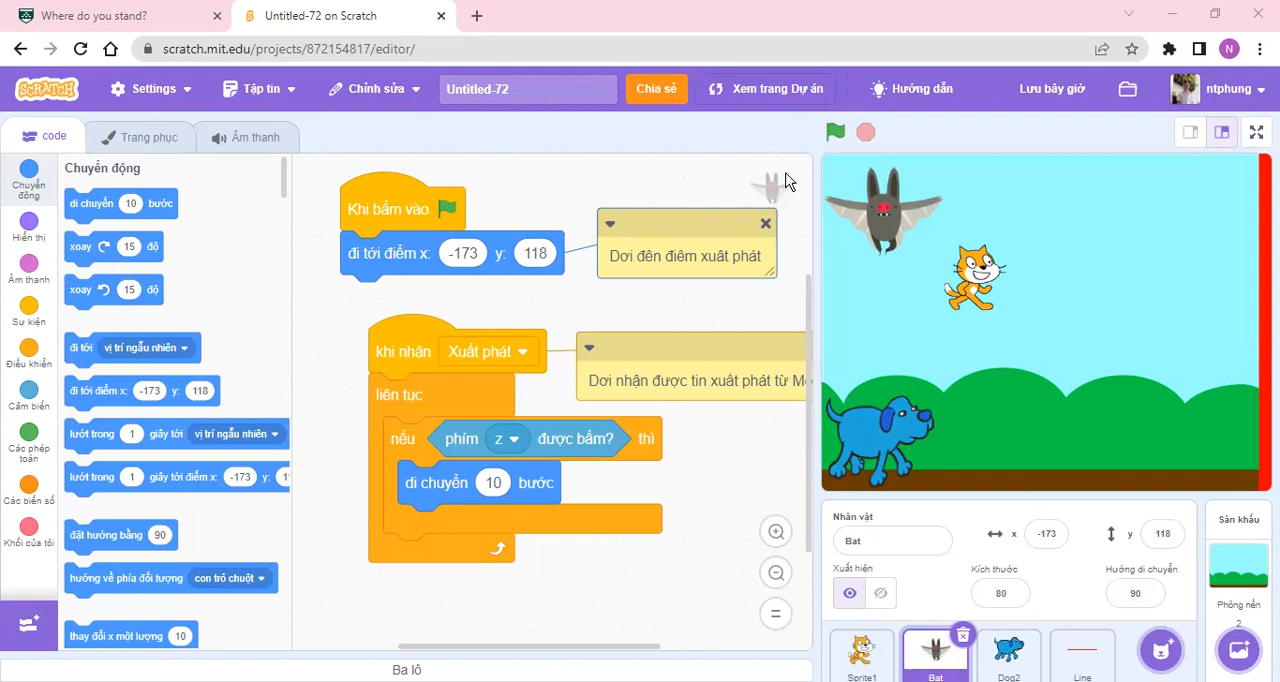 Where do you stand?
Untitled-72 on Scratch
scratch.mit.edu/projects/872154817/editor/
N
SCRATCH
Settings
Tập tin
Chỉnh sửa
Untitled-72
Chia sẻ
Xem trang Dự án
Hướng dẫn
Lưu bây giờ
ntphung
code
Trang phục
Âm thanh
Chuyển động
Hiển thị
Âm thanh
Sự kiện
Điều khiển
Cảm biến
Các phép toán
Các biến số
Khối của tôi
Chuyển động
di chuyển 10 bước
xoay 15 độ
xoay 15 độ
đi tới vị trí ngẫu nhiên
đi tới điểm x: -173 y: 118
lướt trong 1 giây tới vị trí ngẫu nhiên
lướt trong 1 giây tới điểm x: -173 y: 1
đặt hướng bằng 90
hướng về phía đối tượng con trỏ chuột
thay đổi x một lượng 10
Khi bấm vào
đi tới điểm x: -173 y: 118
Dơi đên điêm xuât phát
khi nhận Xuất phát
Dơi nhận được tin xuất phát từ
liên tục
nếu phím z được bấm? thì
di chuyển 10 bước
Ba lô
Nhân vật
Bat
x -173
y 118
Xuất hiện
Kích thước
80
Hướng di chuyển
90
Sprite1
Bat
Dog2
Line
Sân khấu
Phông nền
2